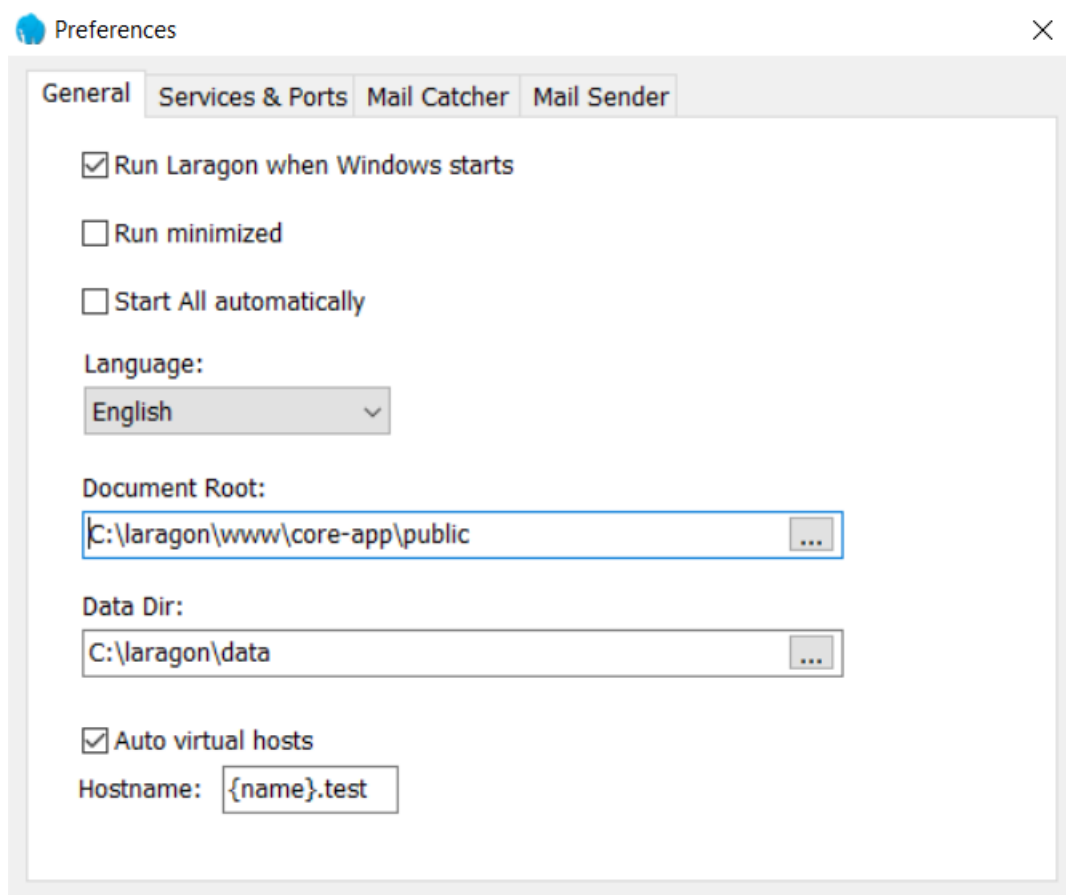 Preferences
General Services & Ports Mail Catcher Mail Sender
Run Laragon when Windows starts
Run minimized
Start All automatically
Language:
English
Document Root:
C:\laragon\www\core-app\public
...
Data Dir:
C:\laragon\data
...
Auto virtual hosts
Hostname: {name}.test